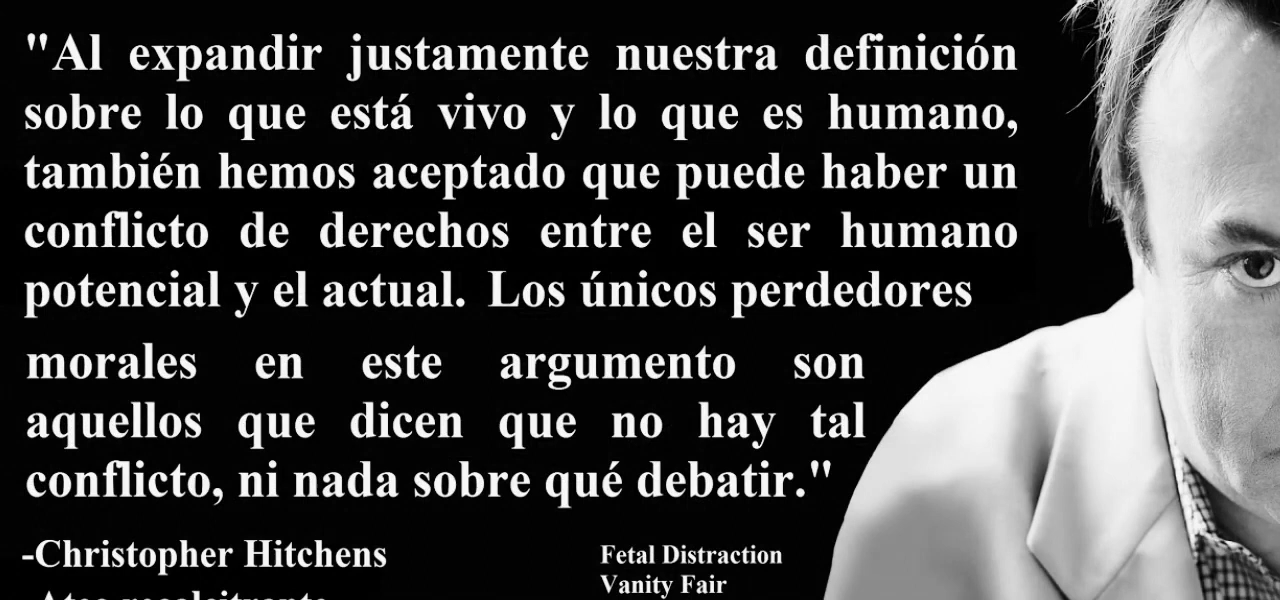 "Al expandir justamente nuestra definición
sobre lo que está vivo y lo que es humano,
también hemos aceptado que puede haber un
conflicto de derechos entre el ser humano
potencial y el actual. Los únicos perdedores
morales en este argumento son
aquellos que dicen que no hay tal
conflicto, ni nada sobre qué debatir."
-Christopher Hitchens
Fetal Distraction
Vanity Fair